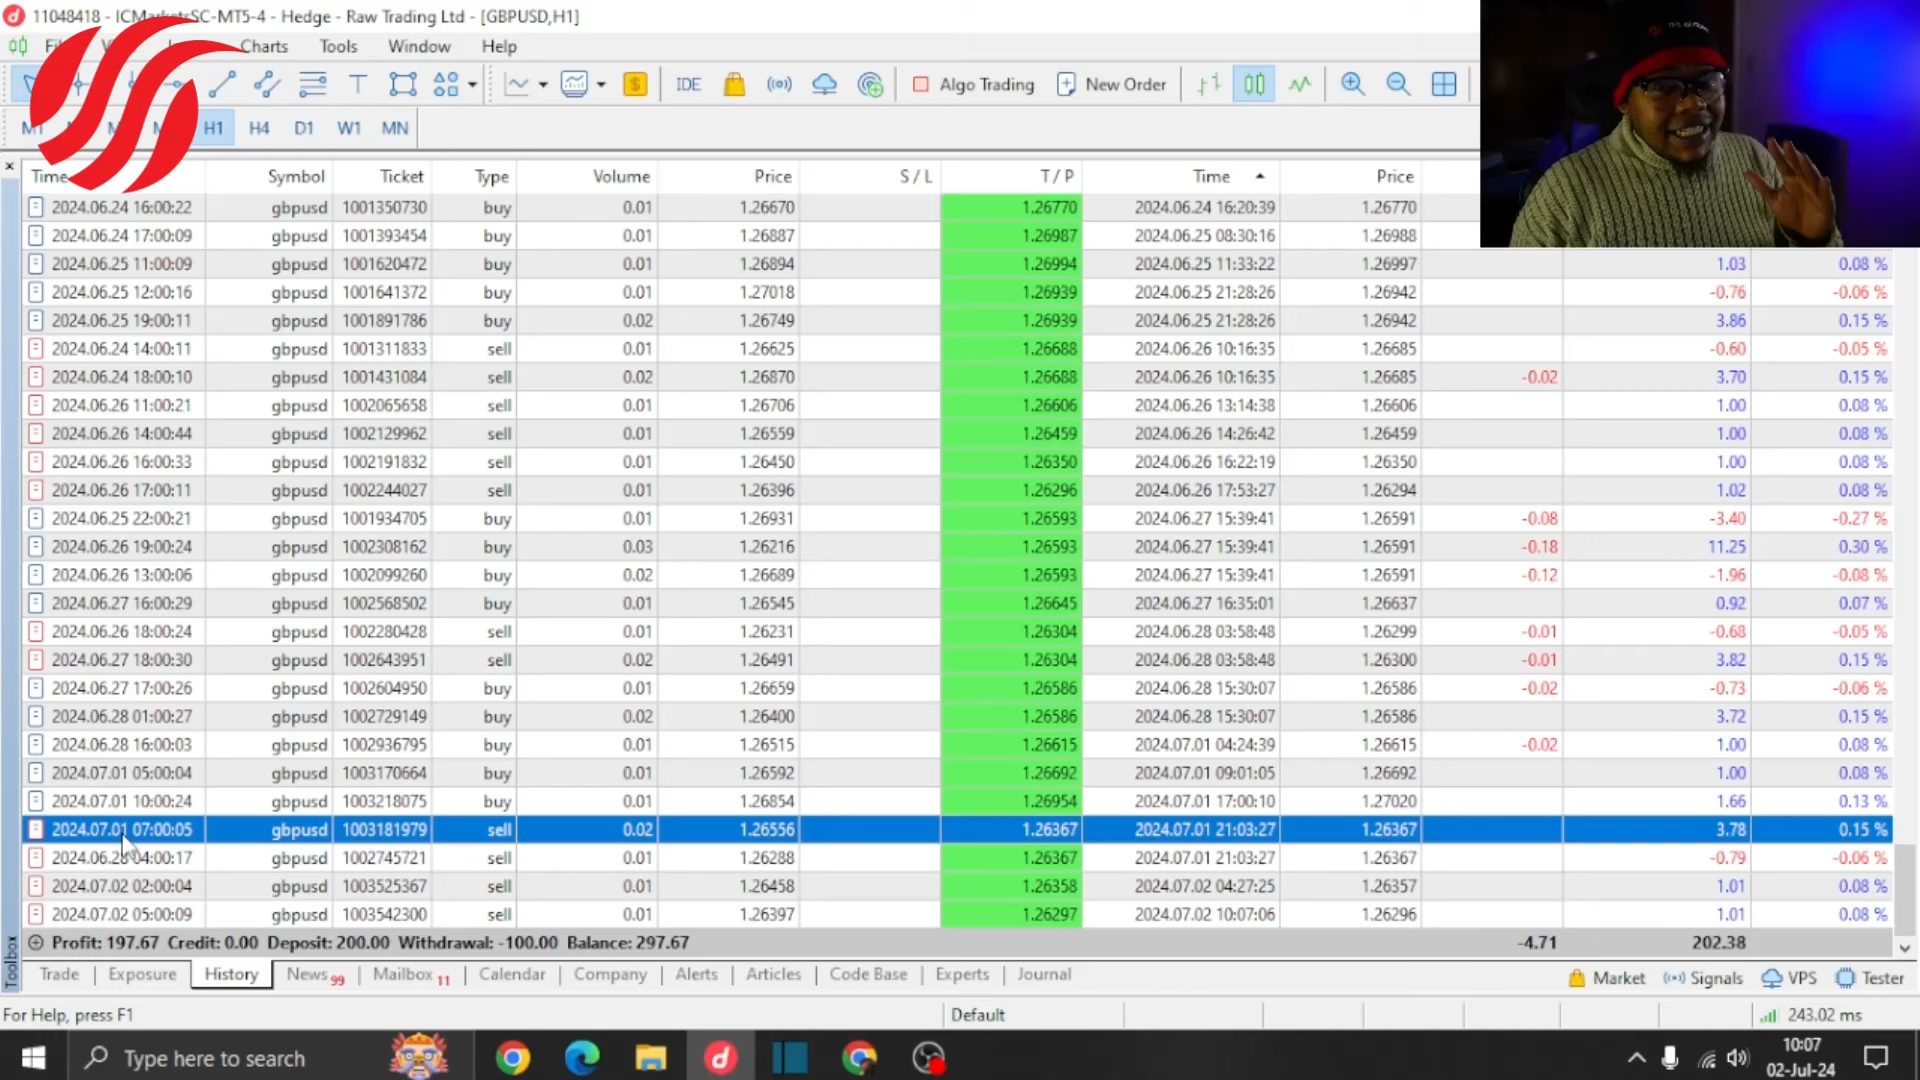 11048418 - ICMarketsSC-MT5-4 - Hedge - Raw Trading Ltd - [GBPUSD,H1]
Charts Tools Window Help
IDE Algo Trading New Order
M1 H1 H4 D1 W1 MN
Time Symbol Ticket Type Volume Price S / L T / P Time Price
2024.06.24 16:00:22 gbpusd 1001350730 buy 0.01 1.26670 1.26770 2024.06.24 16:20:39 1.26770
2024.06.24 17:00:09 gbpusd 1001393454 buy 0.01 1.26887 1.26987 2024.06.25 08:30:16 1.26988
2024.06.25 11:00:09 gbpusd 1001620472 buy 0.01 1.26894 1.26994 2024.06.25 11:33:22 1.26997 1.03 0.08 %
2024.06.25 12:00:16 gbpusd 1001641372 buy 0.01 1.27018 1.26939 2024.06.25 21:28:26 1.26942 -0.76 -0.06 %
2024.06.25 19:00:11 gbpusd 1001891786 buy 0.02 1.26749 1.26939 2024.06.25 21:28:26 1.26942 3.86 0.15 %
2024.06.24 14:00:11 gbpusd 1001311833 sell 0.01 1.26625 1.26688 2024.06.26 10:16:35 1.26685 -0.60 -0.05 %
2024.06.24 18:00:10 gbpusd 1001431084 sell 0.02 1.26870 1.26688 2024.06.26 10:16:35 1.26685 -0.02 3.70 0.15 %
2024.06.26 11:00:21 gbpusd 1002065658 sell 0.01 1.26706 1.26606 2024.06.26 13:14:38 1.26606 1.00 0.08 %
2024.06.26 14:00:44 gbpusd 1002129962 sell 0.01 1.26559 1.26459 2024.06.26 14:26:42 1.26459 1.00 0.08 %
2024.06.26 16:00:33 gbpusd 1002191832 sell 0.01 1.26450 1.26350 2024.06.26 16:22:19 1.26350 1.00 0.08 %
2024.06.26 17:00:11 gbpusd 1002244027 sell 0.01 1.26396 1.26296 2024.06.26 17:53:27 1.26294 1.02 0.08 %
2024.06.25 22:00:21 gbpusd 1001934705 buy 0.01 1.26931 1.26593 2024.06.27 15:39:41 1.26591 -0.08 -3.40 -0.27 %
2024.06.26 19:00:24 gbpusd 1002308162 buy 0.03 1.26216 1.26593 2024.06.27 15:39:41 1.26591 -0.18 11.25 0.30 %
2024.06.26 13:00:06 gbpusd 1002099260 buy 0.02 1.26689 1.26593 2024.06.27 15:39:41 1.26591 -0.12 -1.96 -0.08 %
2024.06.27 16:00:29 gbpusd 1002568502 buy 0.01 1.26545 1.26645 2024.06.27 16:35:01 1.26637 0.92 0.07 %
2024.06.26 18:00:24 gbpusd 1002280428 sell 0.01 1.26231 1.26304 2024.06.28 03:58:48 1.26299 -0.01 -0.68 -0.05 %
2024.06.27 18:00:30 gbpusd 1002643951 sell 0.02 1.26491 1.26304 2024.06.28 03:58:48 1.26300 -0.01 3.82 0.15 %
2024.06.27 17:00:26 gbpusd 1002604950 buy 0.01 1.26659 1.26586 2024.06.28 15:30:07 1.26586 -0.02 -0.73 -0.06 %
2024.06.28 01:00:27 gbpusd 1002729149 buy 0.02 1.26400 1.26586 2024.06.28 15:30:07 1.26586 3.72 0.15 %
2024.06.28 16:00:03 gbpusd 1002936795 buy 0.01 1.26515 1.26615 2024.07.01 04:24:39 1.26615 -0.02 1.00 0.08 %
2024.07.01 05:00:04 gbpusd 1003170664 buy 0.01 1.26592 1.26692 2024.07.01 09:01:05 1.26692 1.00 0.08 %
2024.07.01 10:00:24 gbpusd 1003218075 buy 0.01 1.26854 1.26954 2024.07.01 17:00:10 1.27020 1.66 0.13 %
2024.07.01 07:00:05 gbpusd 1003181979 sell 0.02 1.26556 1.26367 2024.07.01 21:03:27 1.26367 3.78 0.15 %
2024.06.28 04:00:17 gbpusd 1002745721 sell 0.01 1.26288 1.26367 2024.07.01 21:03:27 1.26367 -0.79 -0.06 %
2024.07.02 02:00:04 gbpusd 1003525367 sell 0.01 1.26458 1.26358 2024.07.02 04:27:25 1.26357 1.01 0.08 %
2024.07.02 05:00:09 gbpusd 1003542300 sell 0.01 1.26397 1.26297 2024.07.02 10:07:06 1.26296 1.01 0.08 %
Profit: 197.67 Credit: 0.00 Deposit: 200.00 Withdrawal: -100.00 Balance: 297.67 -4.71 202.38
Toolbox
Trade Exposure History News 99 Mailbox 11 Calendar Company Alerts Articles Code Base Experts Journal Market Signals VPS Tester
For Help, press F1 Default 243.02 ms
Type here to search 10:07
02-Jul-24